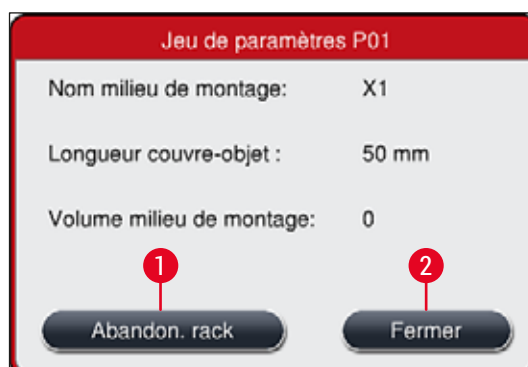 Jeu de paramètres P01
Nom milieu de montage: X1
Longueur couvre-objet : 50 mm
Volume milieu de montage: 0
1 2
Abandon. rack Fermer